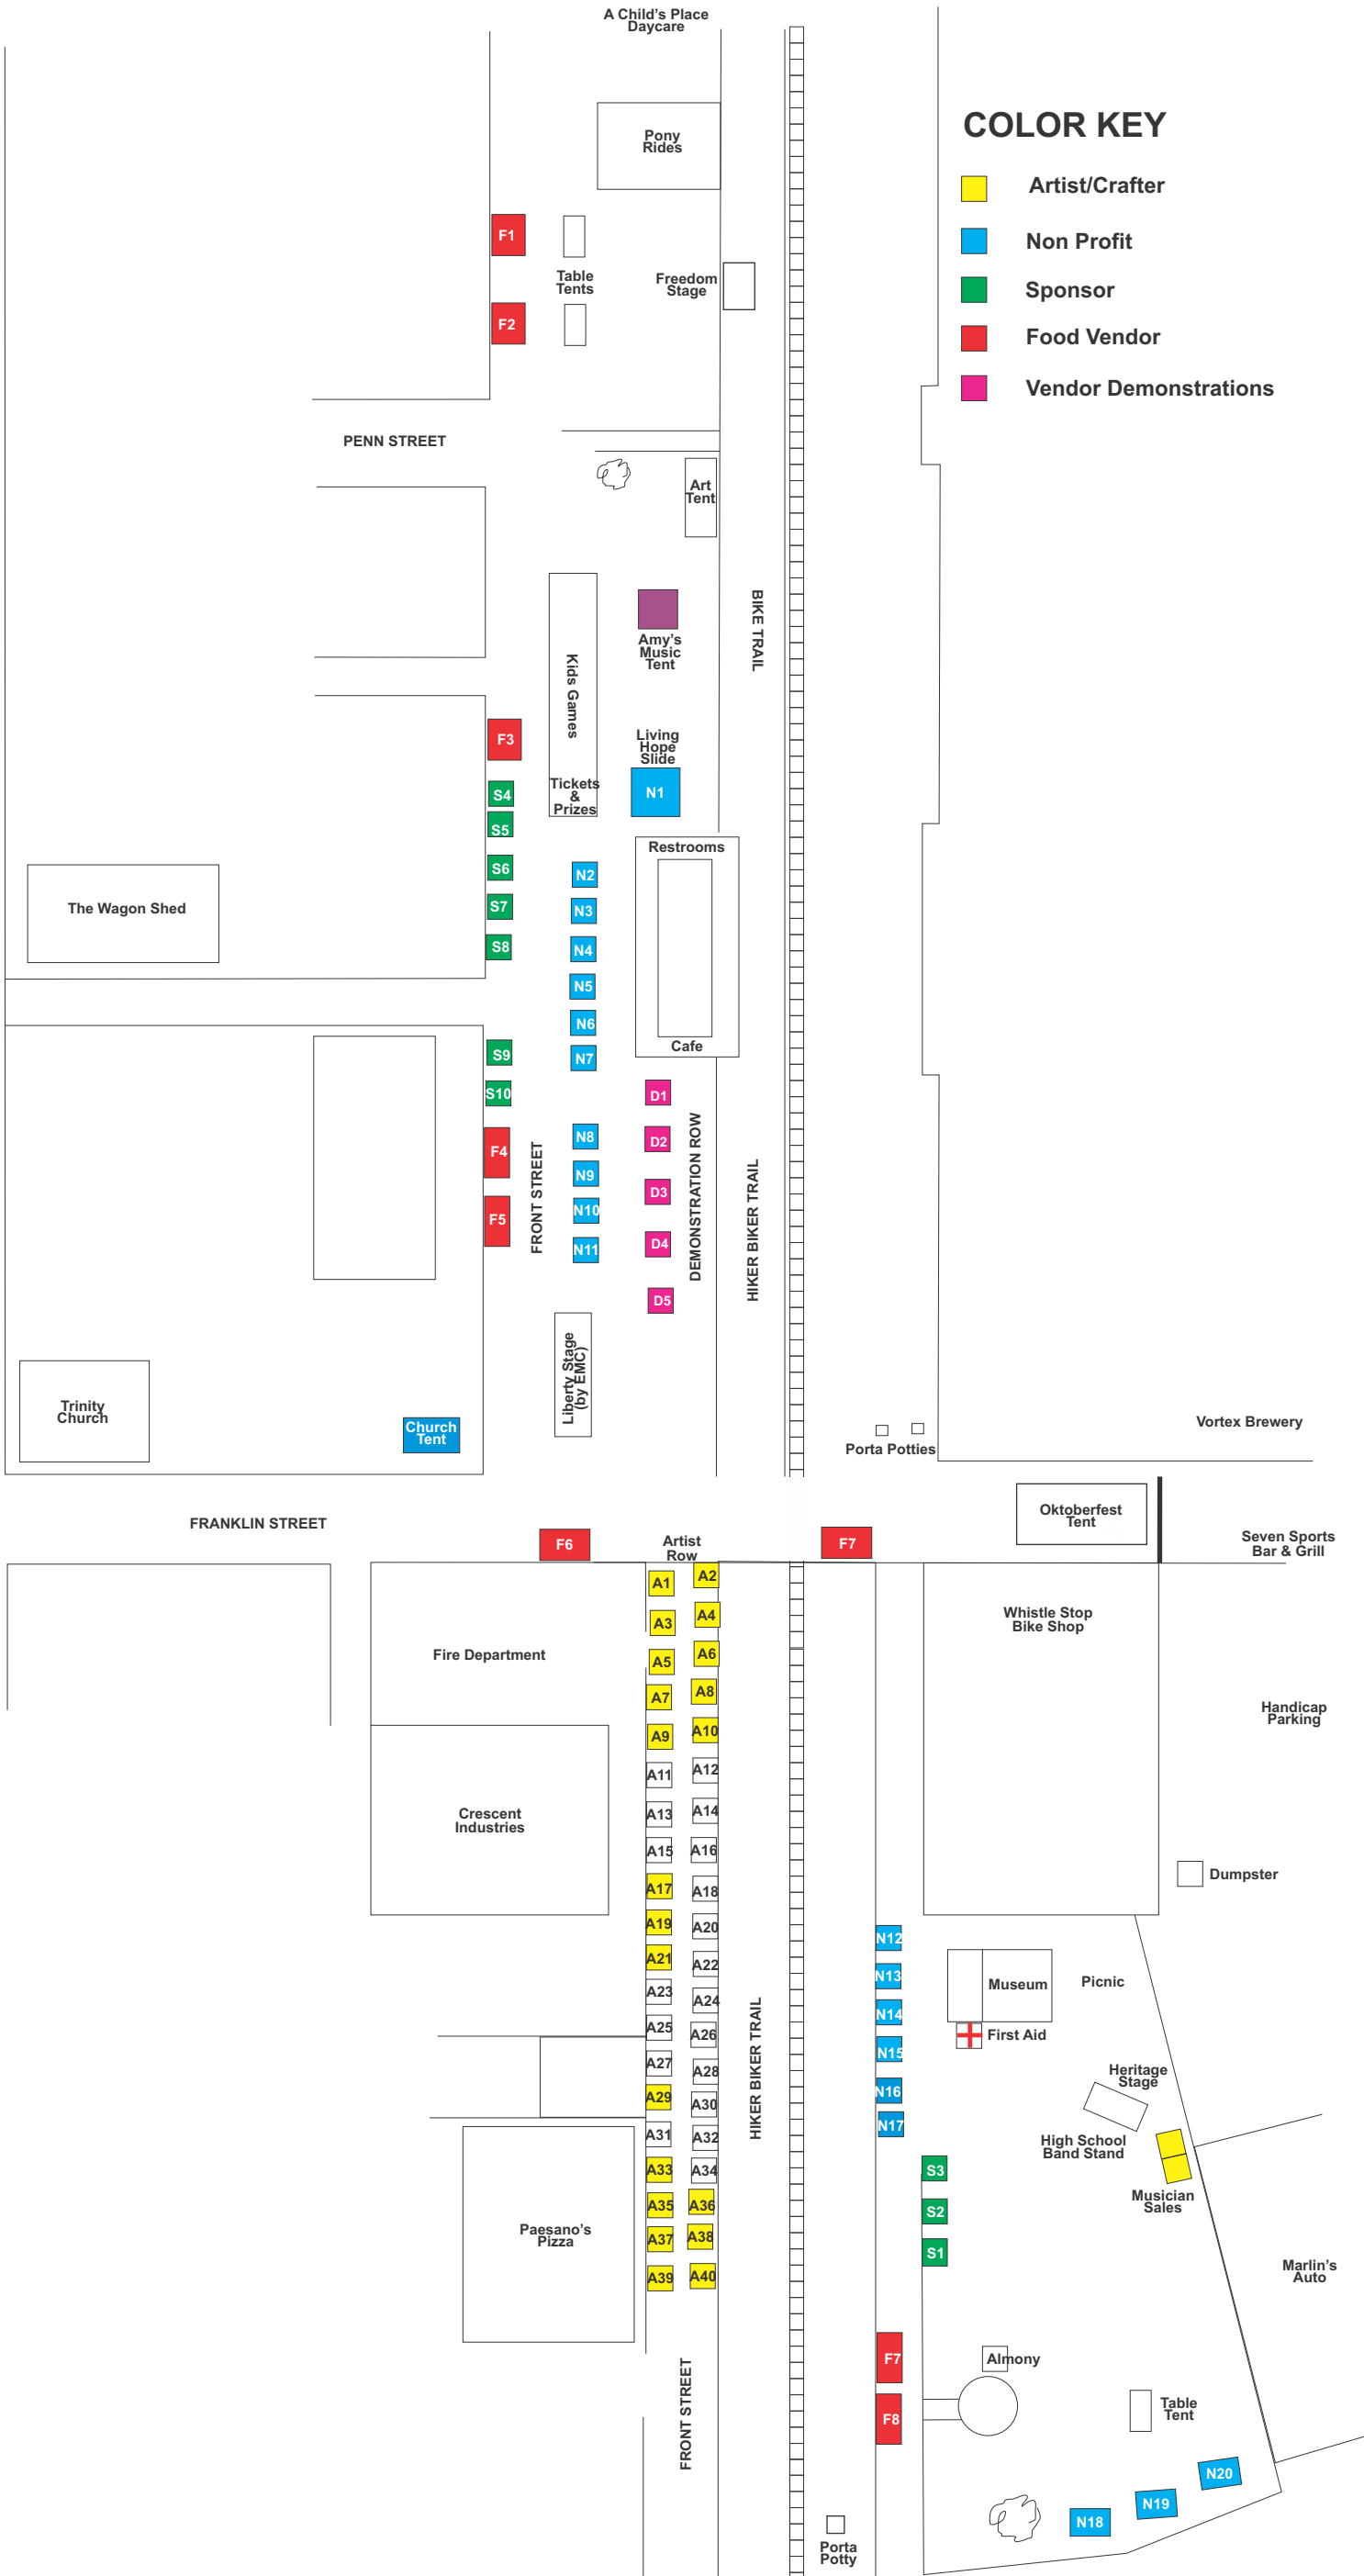 A Child's Place
Daycare
COLOR KEY
Artist/Crafter
Non Profit
Sponsor
Food Vendor
Vendor Demonstrations
Pony
Rides
F1
Table
Tents
Freedom
Stage
F2
PENN STREET
Art
Tent
BIKE TRAIL
Amy's
Music
Tent
Kids Games
F3
Living
Hope
Slide
Tickets
&
Prizes
N1
S4
S5
Restrooms
S6
N2
The Wagon Shed
S7
N3
S8
N4
N5
N6
Cafe
S9
N7
S10
D1
F4
N8
D2
FRONT STREET
N9
DEMONSTRATION ROW
HIKER BIKER TRAIL
D3
F5
N10
N11
D4
D5
Liberty Stage
(by EMC)
Trinity
Church
Church
Tent
Porta Potties
Vortex Brewery
FRANKLIN STREET
F6
Artist
Row
F7
Oktoberfest
Tent
Seven Sports
Bar & Grill
A1
A2
A3
A4
Whistle Stop
Bike Shop
Fire Department
A5
A6
A7
A8
Handicap
Parking
A9
A10
A11
A12
Crescent
Industries
A13
A14
A15
A16
A17
A18
Dumpster
A19
A20
N12
A21
A22
N13
Museum
Picnic
A23
A24
N14
A25
A26
First Aid
HIKER BIKER TRAIL
A27
A28
N15
Heritage
Stage
A29
A30
N16
A31
A32
N17
High School
Band Stand
A33
A34
S3
Musician
Sales
A35
A36
S2
Paesano's
Pizza
A37
A38
S1
A39
A40
Marlin's
Auto
FRONT STREET
F7
Almony
F8
Table
Tent
N20
N19
N18
Porta
Potty